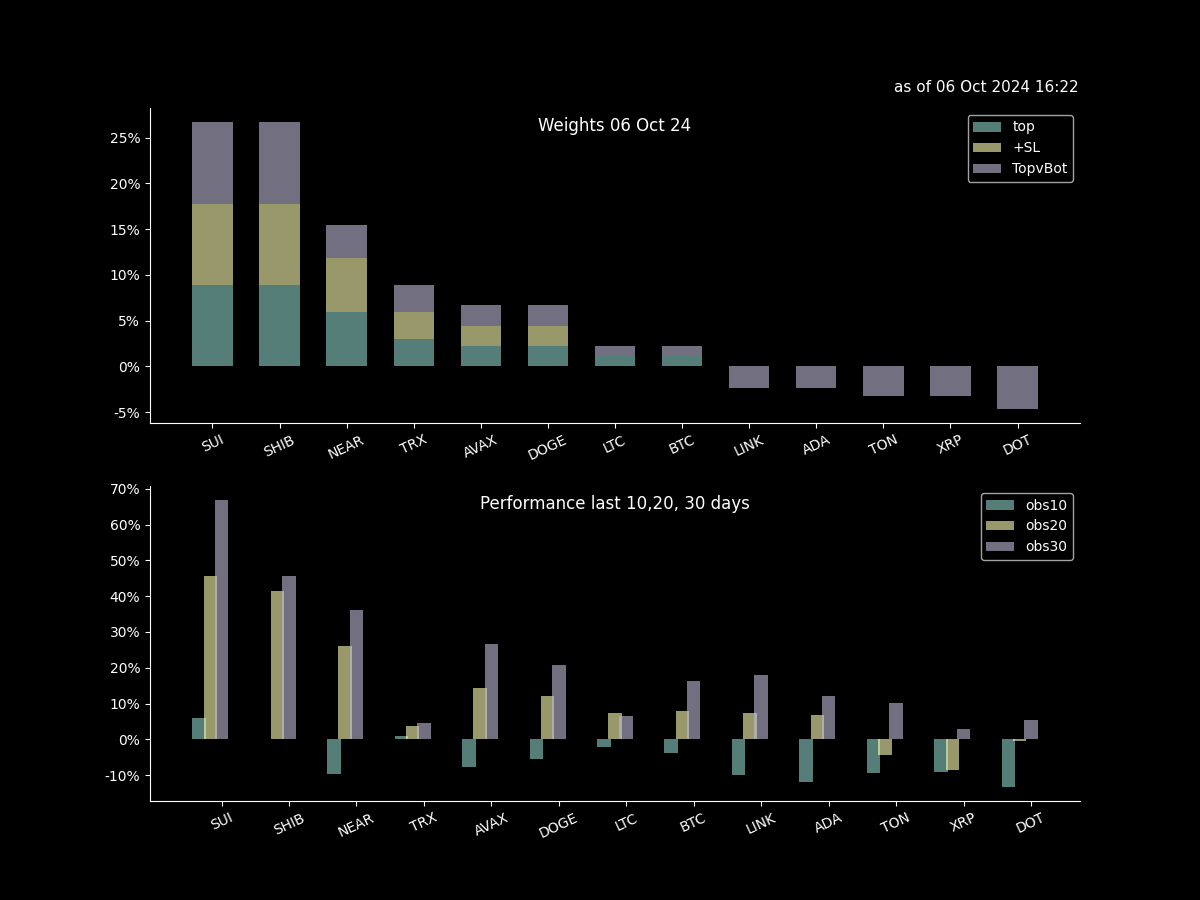 as of 06 Oct 2024 16:22
Weights 06 Oct 24
top
+SL
TopvBot
25%
20%
15%
10%
5%
0%
-5%
SUI SHIB NEAR TRX AVAX DOGE LTC BTC LINK ADA TON XRP DOT
Performance last 10,20, 30 days
obs10
obs20
obs30
70%
60%
50%
40%
30%
20%
10%
0%
-10%
SUI SHIB NEAR TRX AVAX DOGE LTC BTC LINK ADA TON XRP DOT